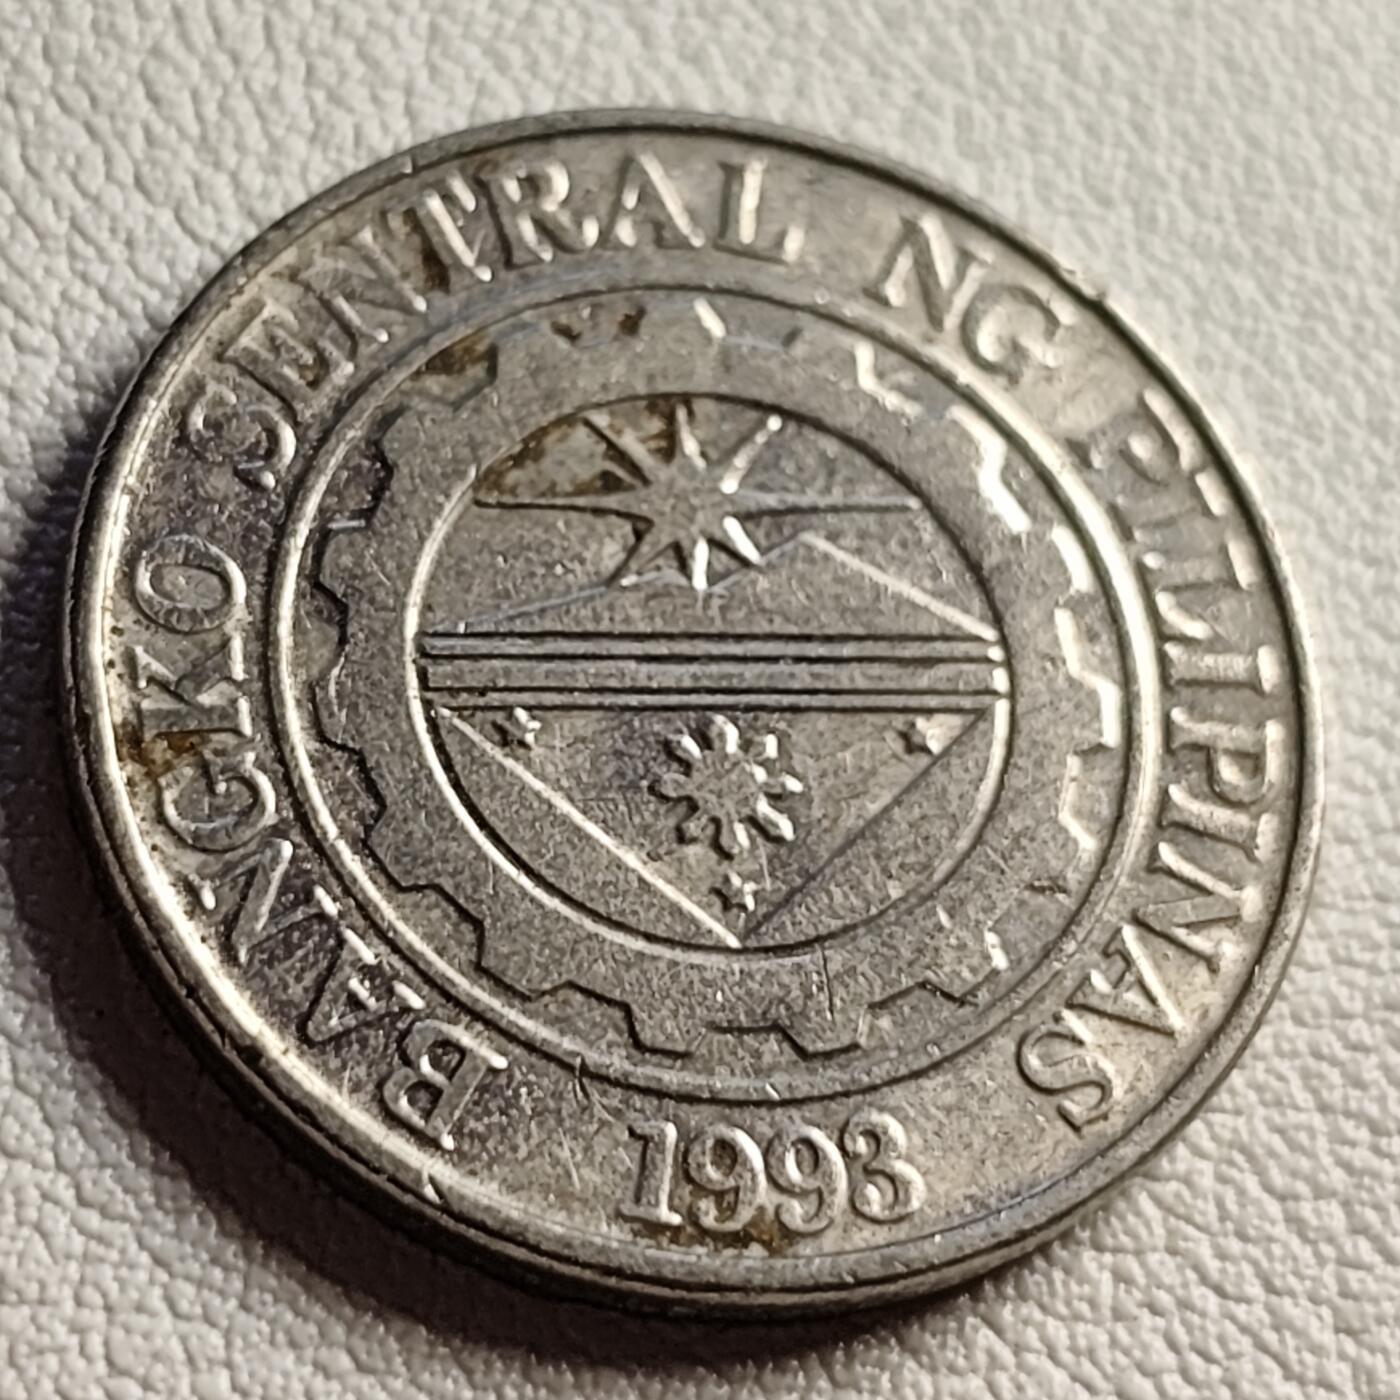 BANGKO SENTRAL NG PILIPINAS
1993